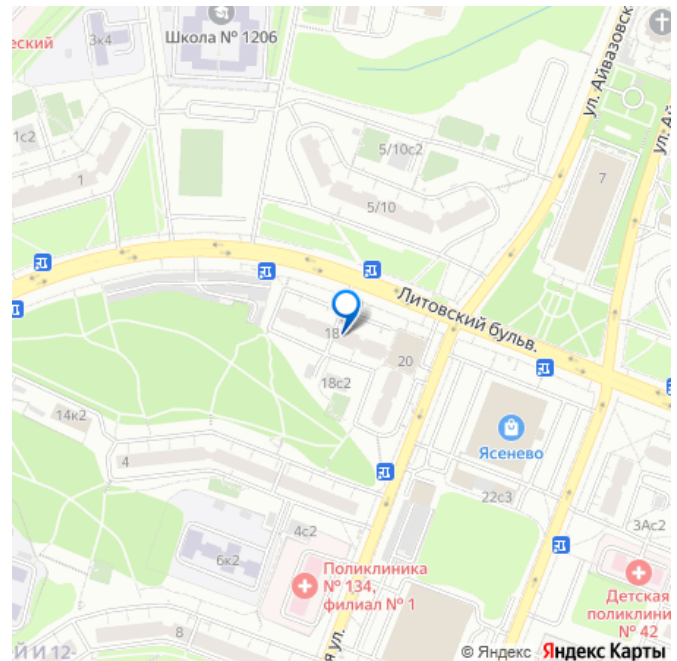 3к4
Школа № 1206
еский
ул. Айвазовск
ул. Ай
1с2
5/10с2
1
5/10
7
Литовский бульв.
18
20
18с2
14к2
4
Ясенево
22с3
4с2
3Ас2
6к2
Поликлиника
№ 134,
филиал № 1
Детская
поликлини
№ 42
8
Й И 12-
я ул.
© Яндекс Яндекс Карты